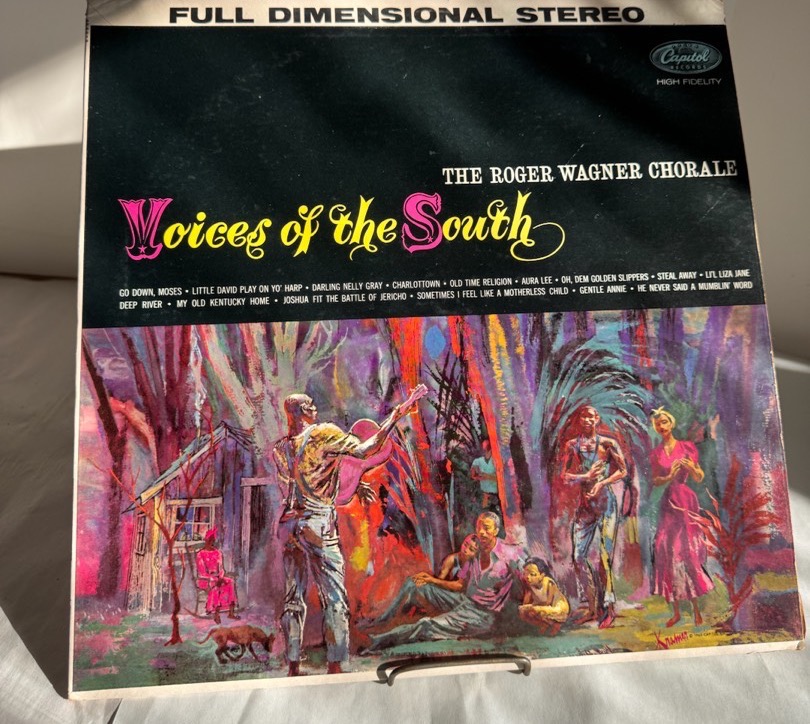 FULL DIMENSIONAL STEREO
Capitol
RECORDS
HIGH FIDELITY
THE ROGER WAGNER CHORALE
Voices of the South
GO DOWN, MOSES • LITTLE DAVID PLAY ON YO' HARP • DARLING NELLY GRAY • CHARLOTTOWN • OLD TIME RELIGION • AURA LEE • OH, DEM GOLDEN SLIPPERS • STEAL AWAY • LI'L LIZA JANE
DEEP RIVER • MY OLD KENTUCKY HOME • JOSHUA FIT THE BATTLE OF JERICHO • SOMETIMES I FEEL LIKE A MOTHERLESS CHILD • GENTLE ANNIE • HE NEVER SAID A MUMBLIN' WORD